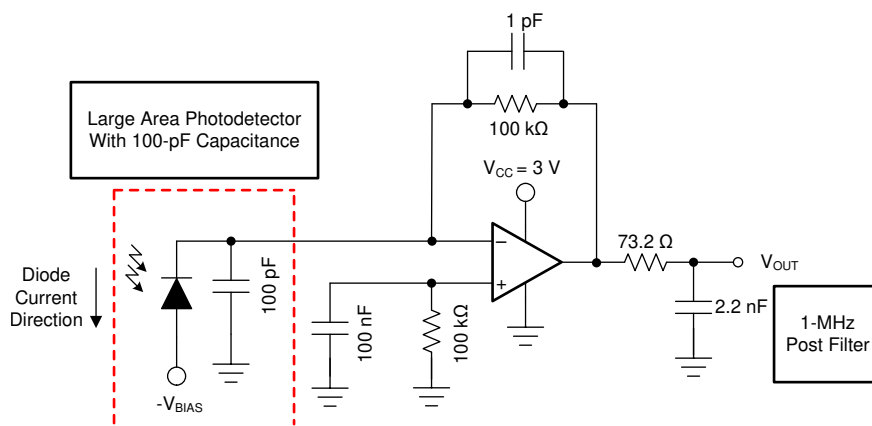 1 pF
Large Area Photodetector
With 100-pF Capacitance
100 kΩ
V_CC = 3 V
Diode
Current
Direction
100 pF
−
+
100 nF
100 kΩ
73.2 Ω
V_OUT
2.2 nF
1-MHz
Post Filter
-V_BIAS